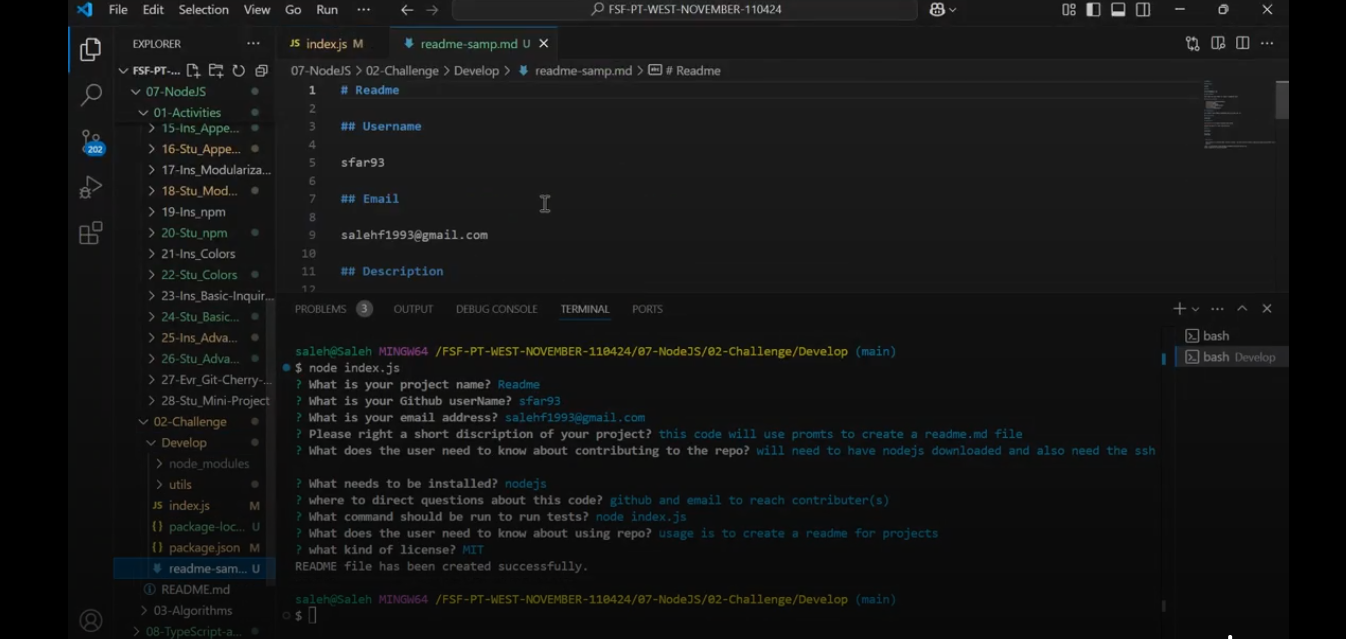 File Edit Selection View Go Run ··· FSF-PT-WEST-NOVEMBER-110424
EXPLORER ···
FSF-PT-...
07-NodeJS
01-Activities
15-Ins_Appe...
16-Stu_Appe...
17-Ins_Modulariza...
18-Stu_Mod...
19-Ins_npm
20-Stu_npm
21-Ins_Colors
22-Stu_Colors
23-Ins_Basic-Inquir...
24-Stu_Basic...
25-Ins_Adva...
26-Stu_Adva...
27-Evr_Git-Cherry-...
28-Stu_Mini-Project
02-Challenge
Develop
node_modules
utils
JS index.js M
{} package-loc... U
{} package.json M
readme-sam... U
README.md
03-Algorithms
08-TypeScript-a...
202
JS index.js M readme-samp.md U
07-NodeJS > 02-Challenge > Develop > readme-samp.md > # Readme
1 # Readme
2
3 ## Username
4
5 sfar93
6
7 ## Email
8
9 salehf1993@gmail.com
10
11 ## Description
12
PROBLEMS 3 OUTPUT DEBUG CONSOLE TERMINAL PORTS
saleh@Saleh MINGW64 /FSF-PT-WEST-NOVEMBER-110424/07-NodeJS/02-Challenge/Develop (main)
$ node index.js
? What is your project name? Readme
? What is your Github userName? sfar93
? What is your email address? salehf1993@gmail.com
? Please right a short discription of your project? this code will use promts to create a readme.md file
? What does the user need to know about contributing to the repo? will need to have nodejs downloaded and also need the ssh
? What needs to be installed? nodejs
? where to direct questions about this code? github and email to reach contributer(s)
? What command should be run to run tests? node index.js
? What does the user need to know about using repo? usage is to create a readme for projects
? what kind of license? MIT
README file has been created successfully.
saleh@Saleh MINGW64 /FSF-PT-WEST-NOVEMBER-110424/07-NodeJS/02-Challenge/Develop (main)
$
bash
bash Develop